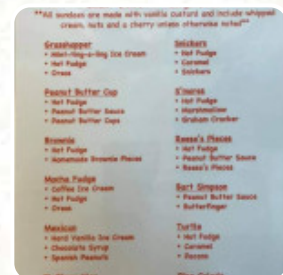 **All sundaes are made with vanilla custard and include whipped
cream, nuts and a cherry unless otherwise noted**
Grasshopper
• Mint-ting-a-ling Ice Cream
• Hot Fudge
• Oreos
Peanut Butter Cup
• Hot Fudge
• Peanut Butter Sauce
• Peanut Butter Cups
Brownie
• Hot Fudge
• Homemade Brownie Pieces
Mocha Fudge
• Coffee Ice Cream
• Hot Fudge
• Oreos
Mexican
• Hard Vanilla Ice Cream
• Chocolate Syrup
• Spanish Peanuts
Snickers
• Hot Fudge
• Caramel
• Snickers
S'mores
• Hot Fudge
• Marshmallow
• Graham Cracker
Reese's Pieces
• Hot Fudge
• Peanut Butter Sauce
• Reese's Pieces
Bart Simpson
• Peanut Butter Sauce
• Butterfinger
Turtle
• Hot Fudge
• Caramel
• Pecans